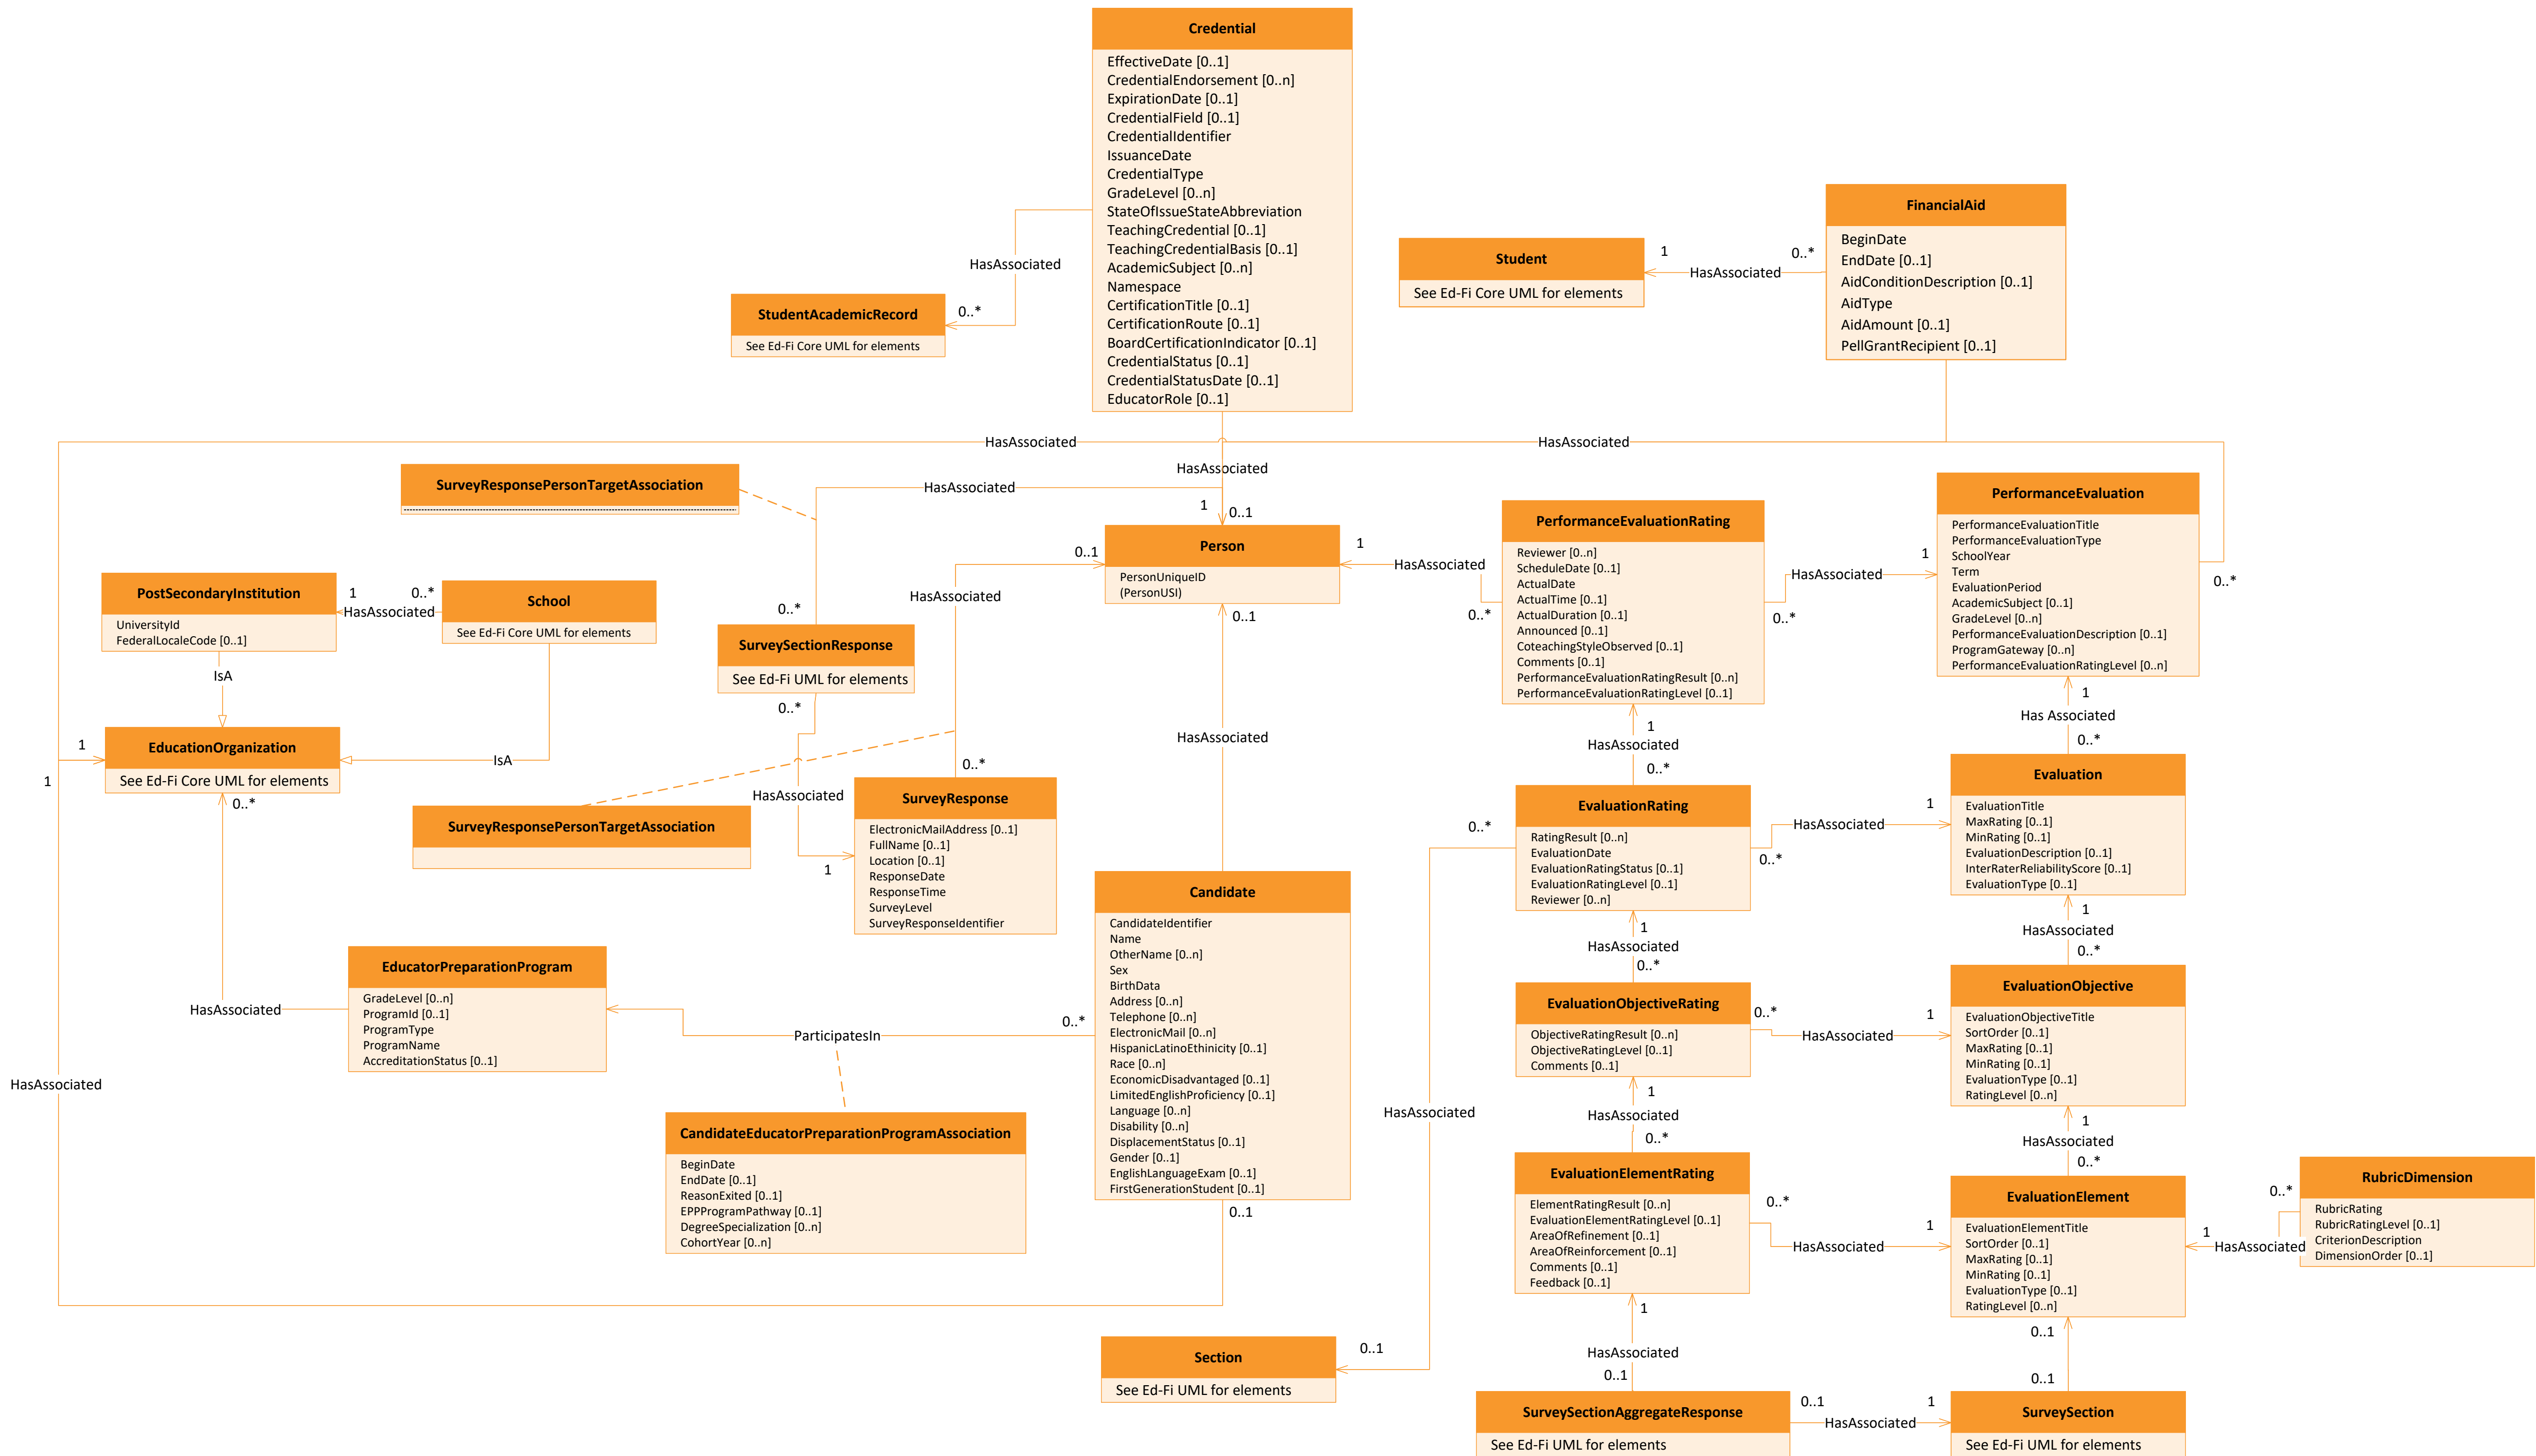 Credential
EffectiveDate [0..1]
CredentialEndorsement [0..n]
ExpirationDate [0..1]
CredentialField [0..1]
CredentialIdentifier
IssuanceDate
CredentialType
GradeLevel [0..n]
StateOfIssueStateAbbreviation
TeachingCredential [0..1]
TeachingCredentialBasis [0..1]
AcademicSubject [0..n]
Namespace
CertificationTitle [0..1]
CertificationRoute [0..1]
BoardCertificationIndicator [0..1]
CredentialStatus [0..1]
CredentialStatusDate [0..1]
EducatorRole [0..1]
HasAssociated
0..*
StudentAcademicRecord
See Ed-Fi Core UML for elements
Student
See Ed-Fi Core UML for elements
1
HasAssociated
0..*
FinancialAid
BeginDate
EndDate [0..1]
AidConditionDescription [0..1]
AidType
AidAmount [0..1]
PellGrantRecipient [0..1]
HasAssociated
HasAssociated
HasAssociated
HasAssociated
1
0..1
SurveyResponsePersonTargetAssociation
Person
PersonUniqueID
(PersonUSI)
0..1
0..1
HasAssociated
1
HasAssociated
0..*
PerformanceEvaluationRating
Reviewer [0..n]
ScheduleDate [0..1]
ActualDate
ActualTime [0..1]
ActualDuration [0..1]
Announced [0..1]
CoteachingStyleObserved [0..1]
Comments [0..1]
PerformanceEvaluationRatingResult [0..n]
PerformanceEvaluationRatingLevel [0..1]
1
HasAssociated
0..*
PerformanceEvaluation
PerformanceEvaluationTitle
PerformanceEvaluationType
SchoolYear
Term
EvaluationPeriod
AcademicSubject [0..1]
GradeLevel [0..n]
PerformanceEvaluationDescription [0..1]
ProgramGateway [0..n]
PerformanceEvaluationRatingLevel [0..n]
0..*
PostSecondaryInstitution
UniversityId
FederalLocaleCode [0..1]
1
0..*
HasAssociated
School
See Ed-Fi Core UML for elements
IsA
IsA
1
1
EducationOrganization
See Ed-Fi Core UML for elements
0..*
0..*
SurveySectionResponse
See Ed-Fi UML for elements
0..*
HasAssociated
1
0..*
SurveyResponse
ElectronicMailAddress [0..1]
FullName [0..1]
Location [0..1]
ResponseDate
ResponseTime
SurveyLevel
SurveyResponseIdentifier
SurveyResponsePersonTargetAssociation
HasAssociated
1
HasAssociated
0..*
1
Has Associated
0..*
EvaluationRating
RatingResult [0..n]
EvaluationDate
EvaluationRatingStatus [0..1]
EvaluationRatingLevel [0..1]
Reviewer [0..n]
0..*
1
HasAssociated
0..*
Evaluation
EvaluationTitle
MaxRating [0..1]
MinRating [0..1]
EvaluationDescription [0..1]
InterRaterReliabilityScore [0..1]
EvaluationType [0..1]
Candidate
CandidateIdentifier
Name
OtherName [0..n]
Sex
BirthData
Address [0..n]
Telephone [0..n]
ElectronicMail [0..n]
HispanicLatinoEthinicity [0..1]
Race [0..n]
EconomicDisadvantaged [0..1]
LimitedEnglishProficiency [0..1]
Language [0..n]
Disability [0..n]
DisplacementStatus [0..1]
Gender [0..1]
EnglishLanguageExam [0..1]
FirstGenerationStudent [0..1]
0..1
EducatorPreparationProgram
GradeLevel [0..n]
ProgramId [0..1]
ProgramType
ProgramName
AccreditationStatus [0..1]
HasAssociated
ParticipatesIn
0..*
HasAssociated
CandidateEducatorPreparationProgramAssociation
BeginDate
EndDate [0..1]
ReasonExited [0..1]
EPPProgramPathway [0..1]
DegreeSpecialization [0..n]
CohortYear [0..n]
1
HasAssociated
0..*
1
HasAssociated
0..*
EvaluationObjectiveRating
ObjectiveRatingResult [0..n]
ObjectiveRatingLevel [0..1]
Comments [0..1]
0..*
1
HasAssociated
EvaluationObjective
EvaluationObjectiveTitle
SortOrder [0..1]
MaxRating [0..1]
MinRating [0..1]
EvaluationType [0..1]
RatingLevel [0..n]
HasAssociated
1
HasAssociated
0..*
1
HasAssociated
0..*
EvaluationElementRating
ElementRatingResult [0..n]
EvaluationElementRatingLevel [0..1]
AreaOfRefinement [0..1]
AreaOfReinforcement [0..1]
Comments [0..1]
Feedback [0..1]
0..*
1
HasAssociated
EvaluationElement
EvaluationElementTitle
SortOrder [0..1]
MaxRating [0..1]
MinRating [0..1]
EvaluationType [0..1]
RatingLevel [0..n]
0..*
1
HasAssociated
RubricDimension
RubricRating
RubricRatingLevel [0..1]
CriterionDescription
DimensionOrder [0..1]
Section
See Ed-Fi UML for elements
0..1
1
HasAssociated
0..1
0..1
0..1
SurveySectionAggregateResponse
See Ed-Fi UML for elements
0..1
1
HasAssociated
SurveySection
See Ed-Fi UML for elements